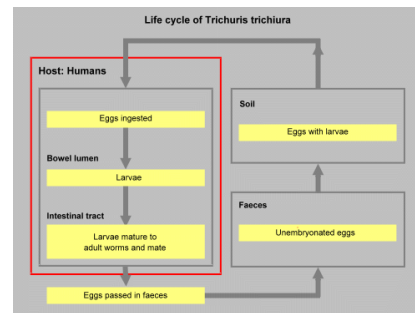 Life cycle of Trichuris trichiura
Host: Humans
Eggs ingested
Bowel lumen
Larvae
Intestinal tract
Larvae mature to
adult worms and mate
Eggs passed in faeces
Soil
Eggs with larvae
Faeces
Unembryonated eggs